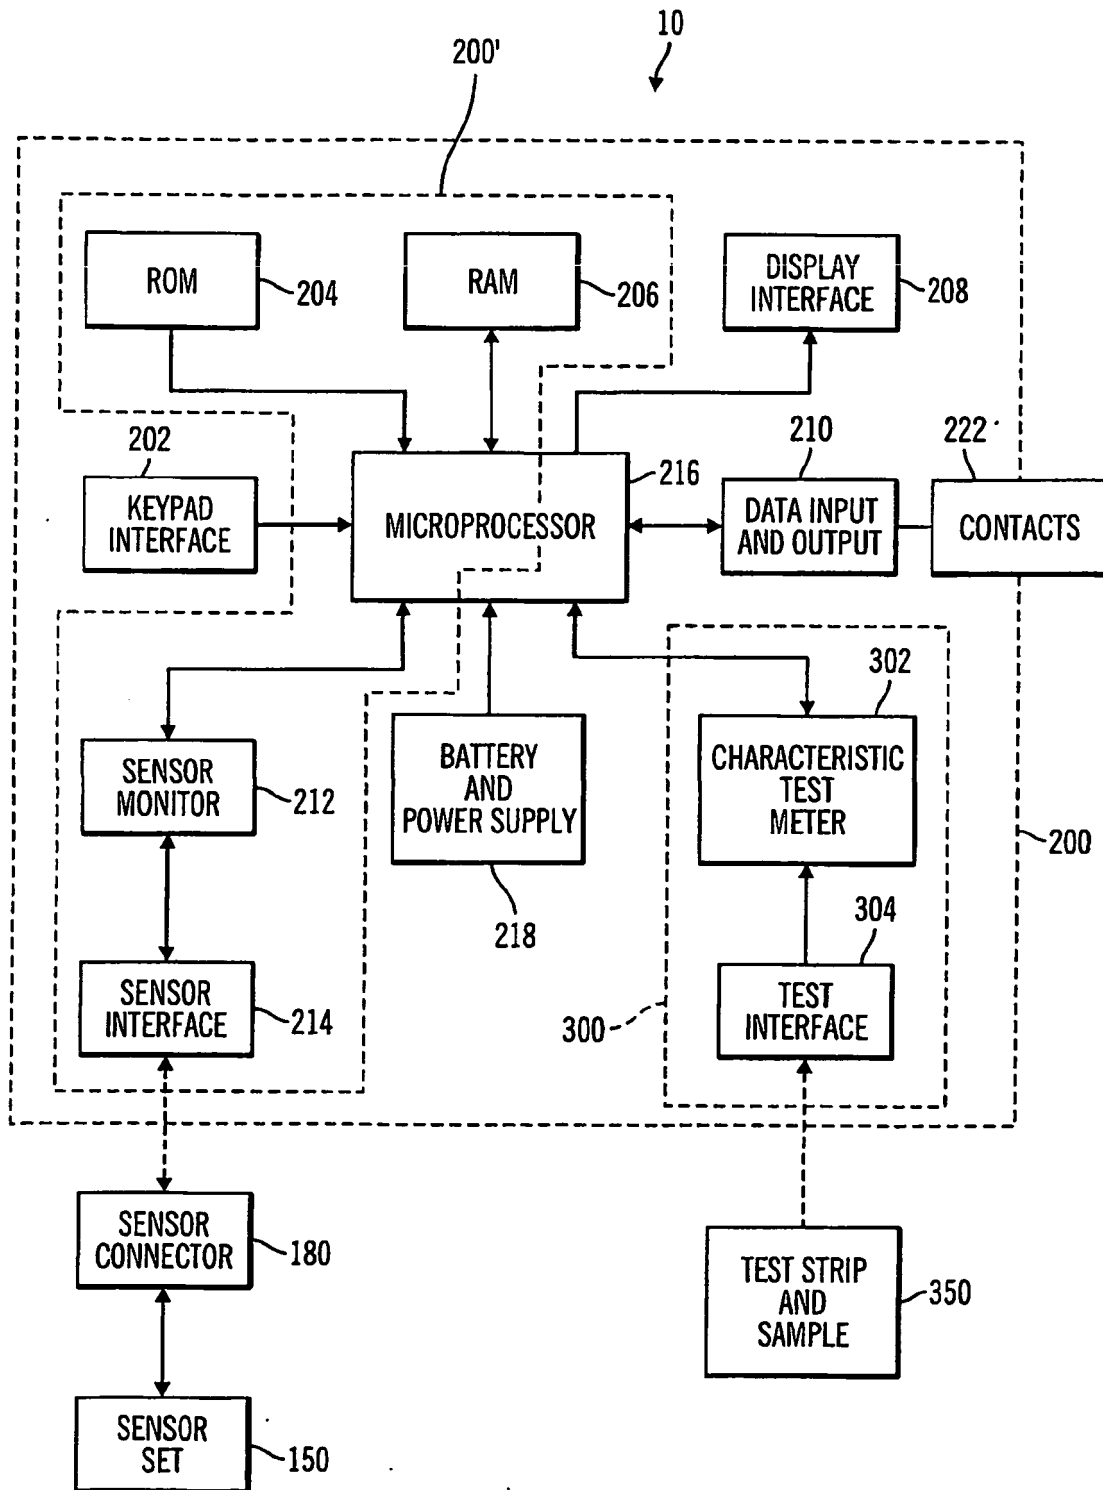 10
200'
ROM
204
RAM
206
DISPLAY
INTERFACE
208
202
KEYPAD
INTERFACE
MICROPROCESSOR
216
210
DATA INPUT
AND OUTPUT
222
CONTACTS
SENSOR
MONITOR
212
BATTERY
AND
POWER SUPPLY
218
302
CHARACTERISTIC
TEST
METER
200
304
TEST
INTERFACE
300
SENSOR
INTERFACE
214
SENSOR
CONNECTOR
180
TEST STRIP
AND
SAMPLE
350
SENSOR
SET
150